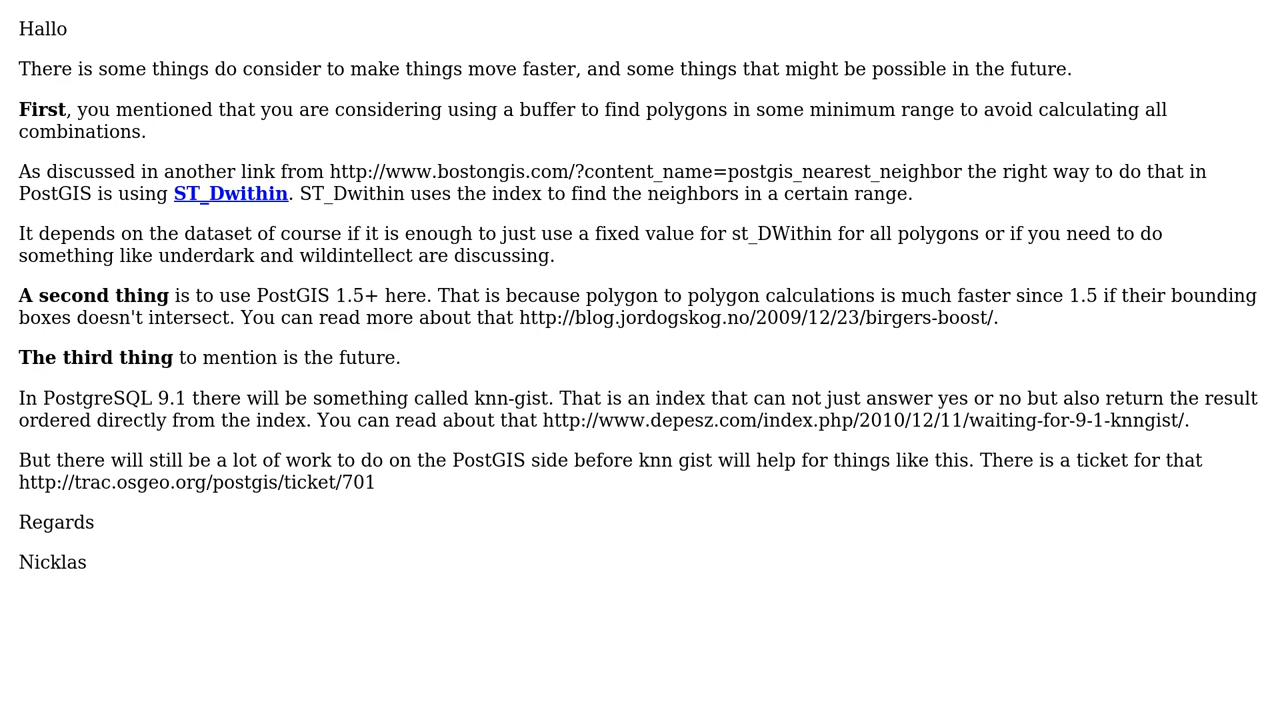 Hallo
There is some things do consider to make things move faster, and some things that might be possible in the future.
First, you mentioned that you are considering using a buffer to find polygons in some minimum range to avoid calculating all
combinations.
As discussed in another link from http://www.bostongis.com/?content_name=postgis_nearest_neighbor the right way to do that in
PostGIS is using ST_Dwithin. ST_Dwithin uses the index to find the neighbors in a certain range.
It depends on the dataset of course if it is enough to just use a fixed value for st_DWithin for all polygons or if you need to do
something like underdark and wildintellect are discussing.
A second thing is to use PostGIS 1.5+ here. That is because polygon to polygon calculations is much faster since 1.5 if their bounding
boxes doesn't intersect. You can read more about that http://blog.jordogskog.no/2009/12/23/birgers-boost/.
The third thing to mention is the future.
In PostgreSQL 9.1 there will be something called knn-gist. That is an index that can not just answer yes or no but also return the result
ordered directly from the index. You can read about that http://www.depesz.com/index.php/2010/12/11/waiting-for-9-1-knngist/.
But there will still be a lot of work to do on the PostGIS side before knn gist will help for things like this. There is a ticket for that
http://trac.osgeo.org/postgis/ticket/701
Regards
Nicklas